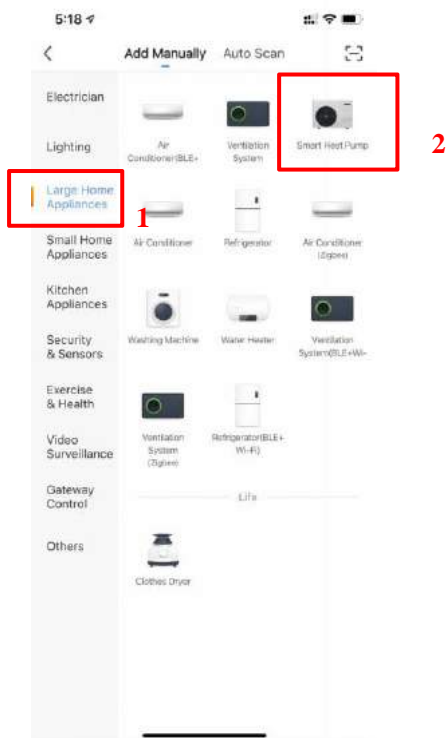 5:18
Add Manually Auto Scan
Electrician
Lighting
Large Home
Appliances
Small Home
Appliances
Kitchen
Appliances
Security
& Sensors
Exercise
& Health
Video
Surveillance
Gateway
Control
Others
Air
Conditioner(BLE+
Ventilation
System
Smart Heat Pump
2
1
Air Conditioner
Refrigerator
Air Conditioner
(Zigbee)
Washing Machine
Water Heater
Ventilation
System(BLE+Wi-
Ventilation
System
(Zigbee)
Refrigerator(BLE+
Wi-Fi)
Life
Clothes Dryer